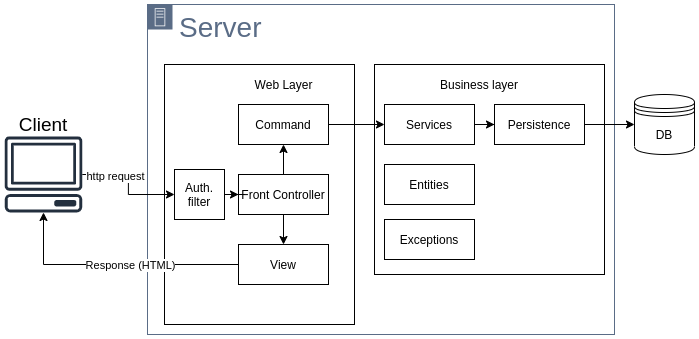 Server
Client
Web Layer
Business layer
Command
Services
Persistence
DB
http request
Auth.
filter
Front Controller
Entities
Exceptions
Response (HTML)
View